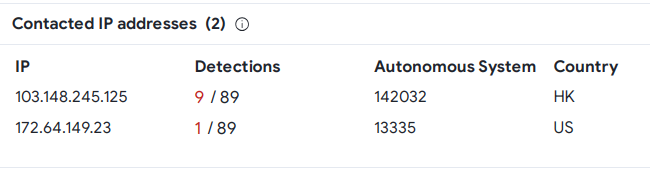 Contacted IP addresses (2)
IP Detections Autonomous System Country
103.148.245.125 9 / 89 142032 HK
172.64.149.23 1 / 89 13335 US